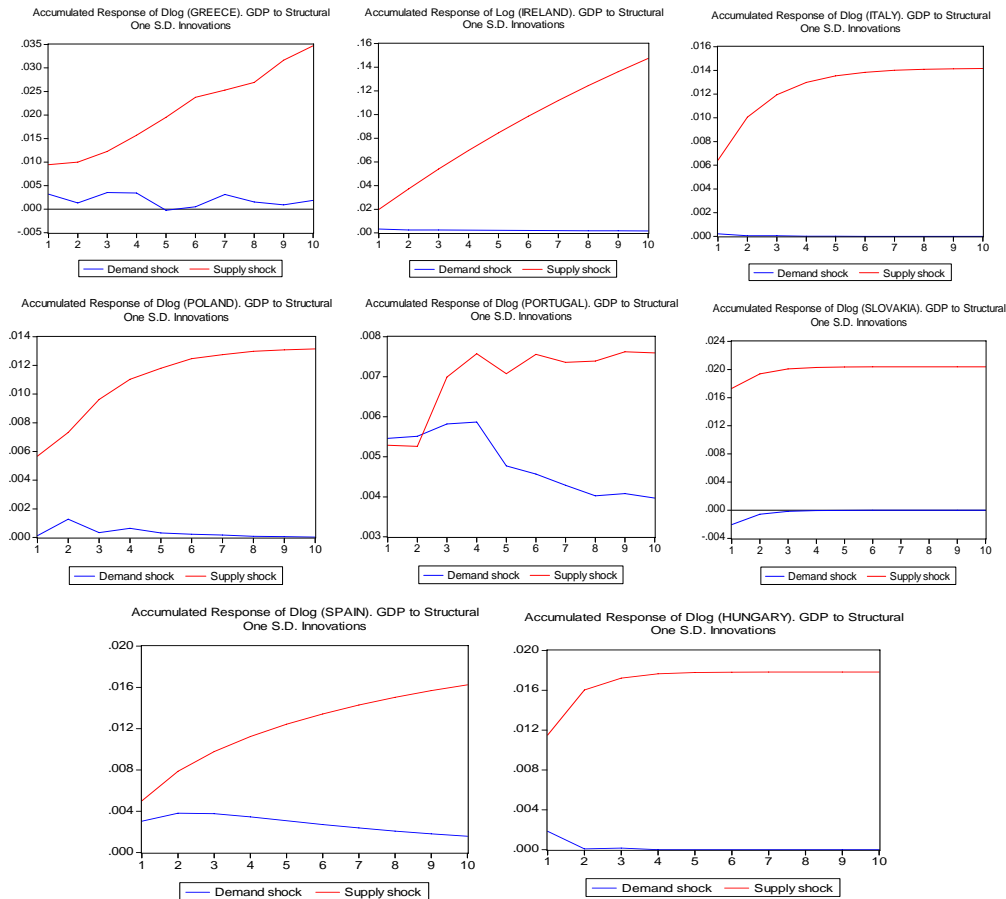 Accumulated Response of Dlog (GREECE). GDP to Structural
One S.D. Innovations
.035
.030
.025
.020
.015
.010
.005
.000
-.005
1 2 3 4 5 6 7 8 9 10
Demand shock Supply shock
Accumulated Response of Log (IRELAND). GDP to Structural
One S.D. Innovations
.16
.14
.12
.10
.08
.06
.04
.02
.00
1 2 3 4 5 6 7 8 9 10
Demand shock Supply shock
Accumulated Response of Dlog (ITALY). GDP to Structural
One S.D. Innovations
.016
.014
.012
.010
.008
.006
.004
.002
.000
1 2 3 4 5 6 7 8 9 10
Demand shock Supply shock
Accumulated Response of Dlog (POLAND). GDP to Structural
One S.D. Innovations
.014
.012
.010
.008
.006
.004
.002
.000
1 2 3 4 5 6 7 8 9 10
Demand shock Supply shock
Accumulated Response of Dlog (PORTUGAL). GDP to Structural
One S.D. Innovations
.008
.007
.006
.005
.004
.003
1 2 3 4 5 6 7 8 9 10
Demand shock Supply shock
Accumulated Response of Dlog (SLOVAKIA). GDP to Structural
One S.D. Innovations
.024
.020
.016
.012
.008
.004
.000
-.004
1 2 3 4 5 6 7 8 9 10
Demand shock Supply shock
Accumulated Response of Dlog (SPAIN). GDP to Structural
One S.D. Innovations
.020
.016
.012
.008
.004
.000
1 2 3 4 5 6 7 8 9 10
Demand shock Supply shock
Accumulated Response of Dlog (HUNGARY). GDP to Structural
One S.D. Innovations
.020
.016
.012
.008
.004
.000
1 2 3 4 5 6 7 8 9 10
Demand shock Supply shock